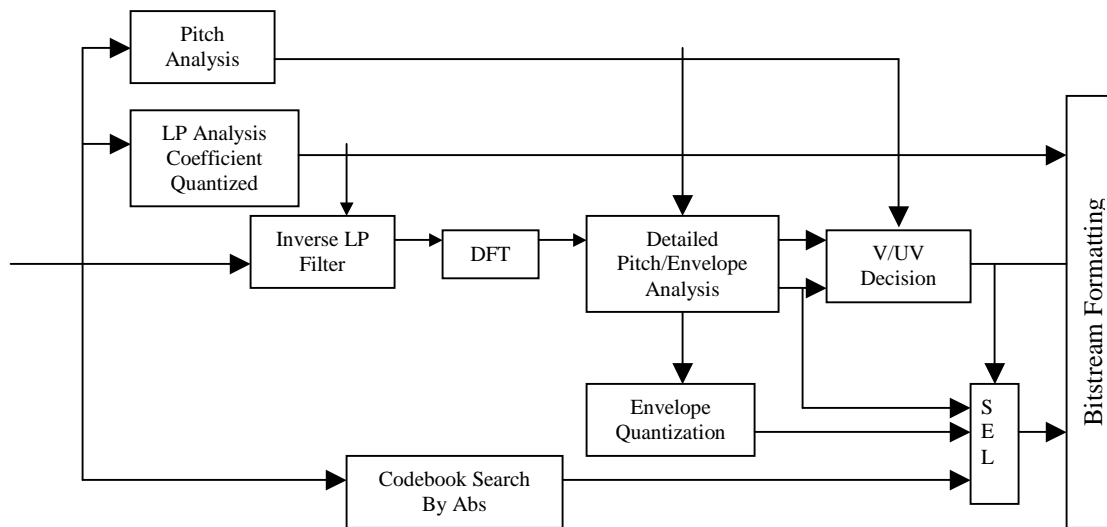 Pitch
Analysis
LP Analysis
Coefficient
Quantized
Inverse LP
Filter
DFT
Detailed
Pitch/Envelope
Analysis
V/UV
Decision
Envelope
Quantization
S
E
L
Codebook Search
By Abs
Bitstream Formatting